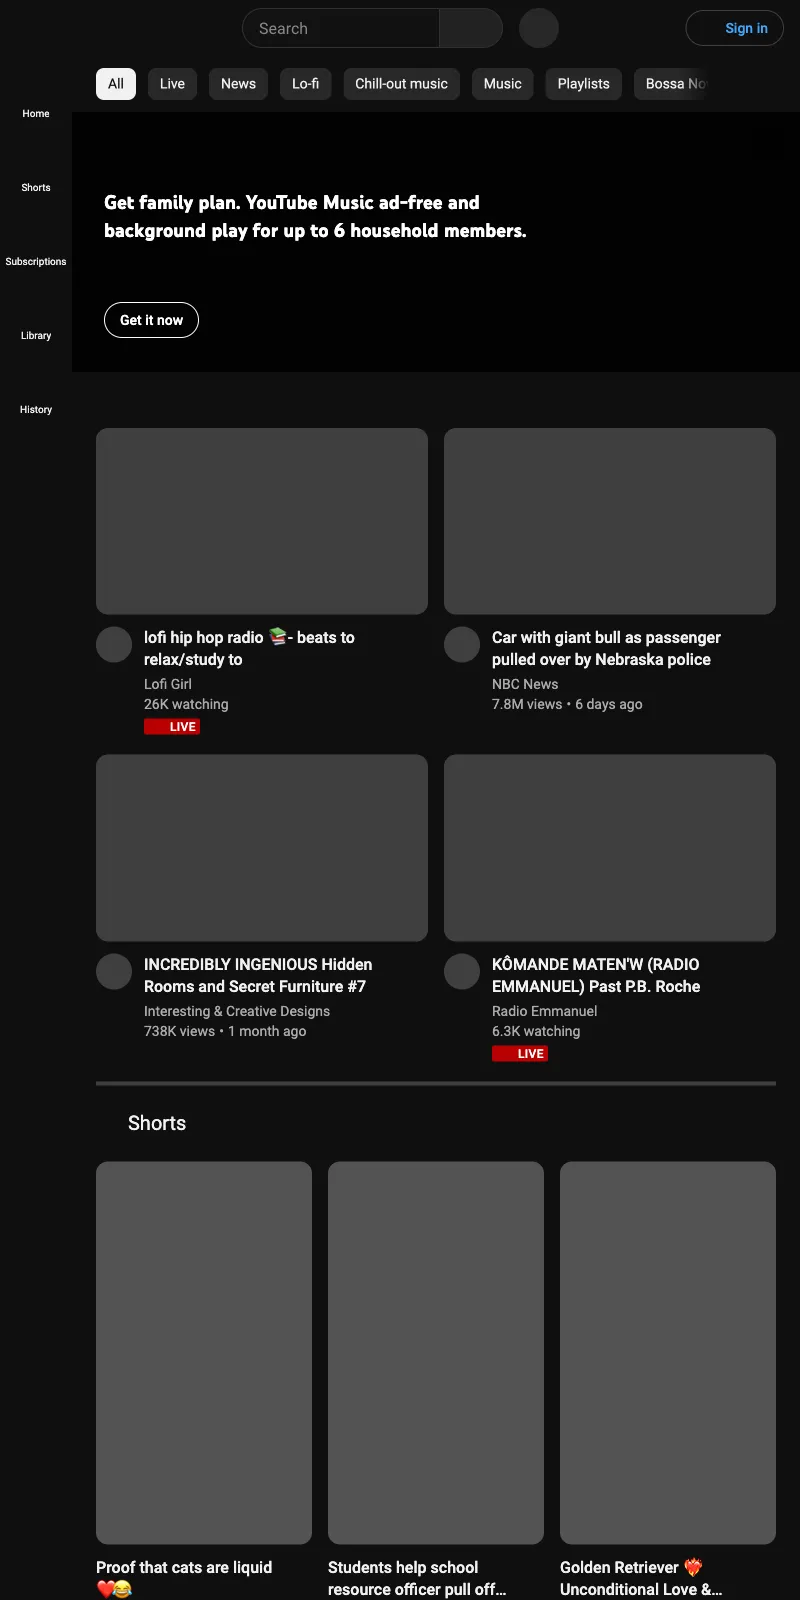 Search
Sign in
All
Live
News
Lo-fi
Chill-out music
Music
Playlists
Bossa No
Home
Shorts
Subscriptions
Library
History
Get family plan. YouTube Music ad-free and
background play for up to 6 household members.
Get it now
lofi hip hop radio 📚- beats to
relax/study to
Lofi Girl
26K watching
LIVE
Car with giant bull as passenger
pulled over by Nebraska police
NBC News
7.8M views • 6 days ago
INCREDIBLY INGENIOUS Hidden
Rooms and Secret Furniture #7
Interesting & Creative Designs
738K views • 1 month ago
KÔMANDE MATEN'W (RADIO
EMMANUEL) Past P.B. Roche
Radio Emmanuel
6.3K watching
LIVE
Shorts
Proof that cats are liquid
❤️😂
Students help school
resource officer pull off...
Golden Retriever ❤️‍🔥
Unconditional Love &...